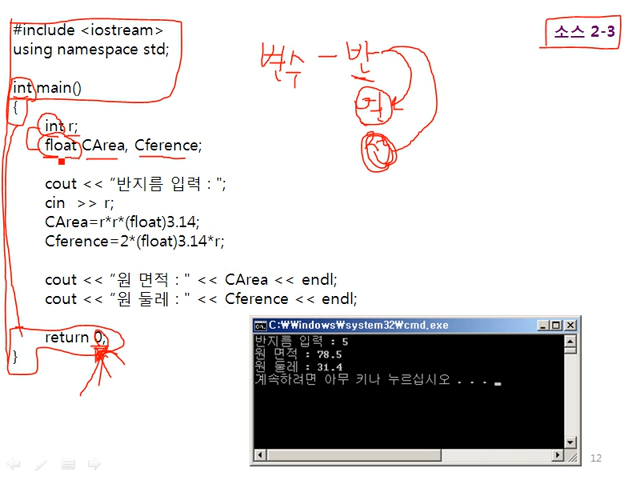 소스 2-3
#include <iostream>
using namespace std;
변수 - 반
면
int main()
{
int r;
float CArea, Cference;
cout << "반지름 입력 : ";
cin >> r;
CArea=r*r*(float)3.14;
Cference=2*(float)3.14*r;
cout << "원 면적 : " << CArea << endl;
cout << "원 둘레 : " << Cference << endl;
return 0;
}
C:\Windows\system32\cmd.exe
반지름 입력 : 5
원 면적 : 78.5
원 둘레 : 31.4
계속하려면 아무 키나 누르십시오 . . .
12